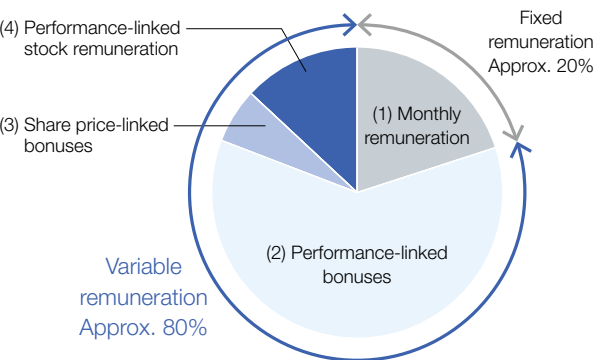 (4) Performance-linked
stock remuneration
Fixed
remuneration
Approx. 20%
(1) Monthly
remuneration
(3) Share price-linked
bonuses
(2) Performance-linked
bonuses
Variable
remuneration
Approx. 80%